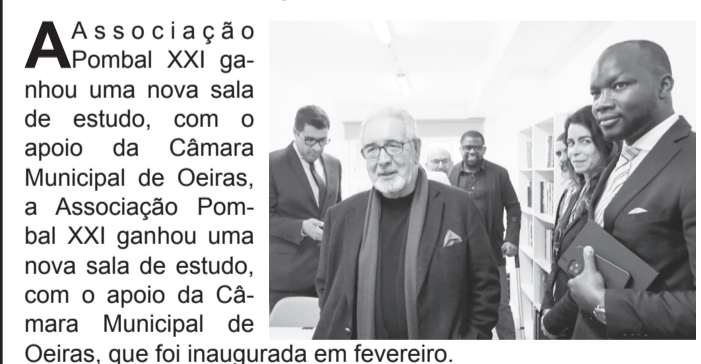 A Associação
Pombal XXI ga-
nhou uma nova sala
de estudo, com o
apoio da Câmara
Municipal de Oeiras,
a Associação Pom-
bal XXI ganhou uma
nova sala de estudo,
com o apoio da Câ-
mara Municipal de
Oeiras, que foi inaugurada em fevereiro.